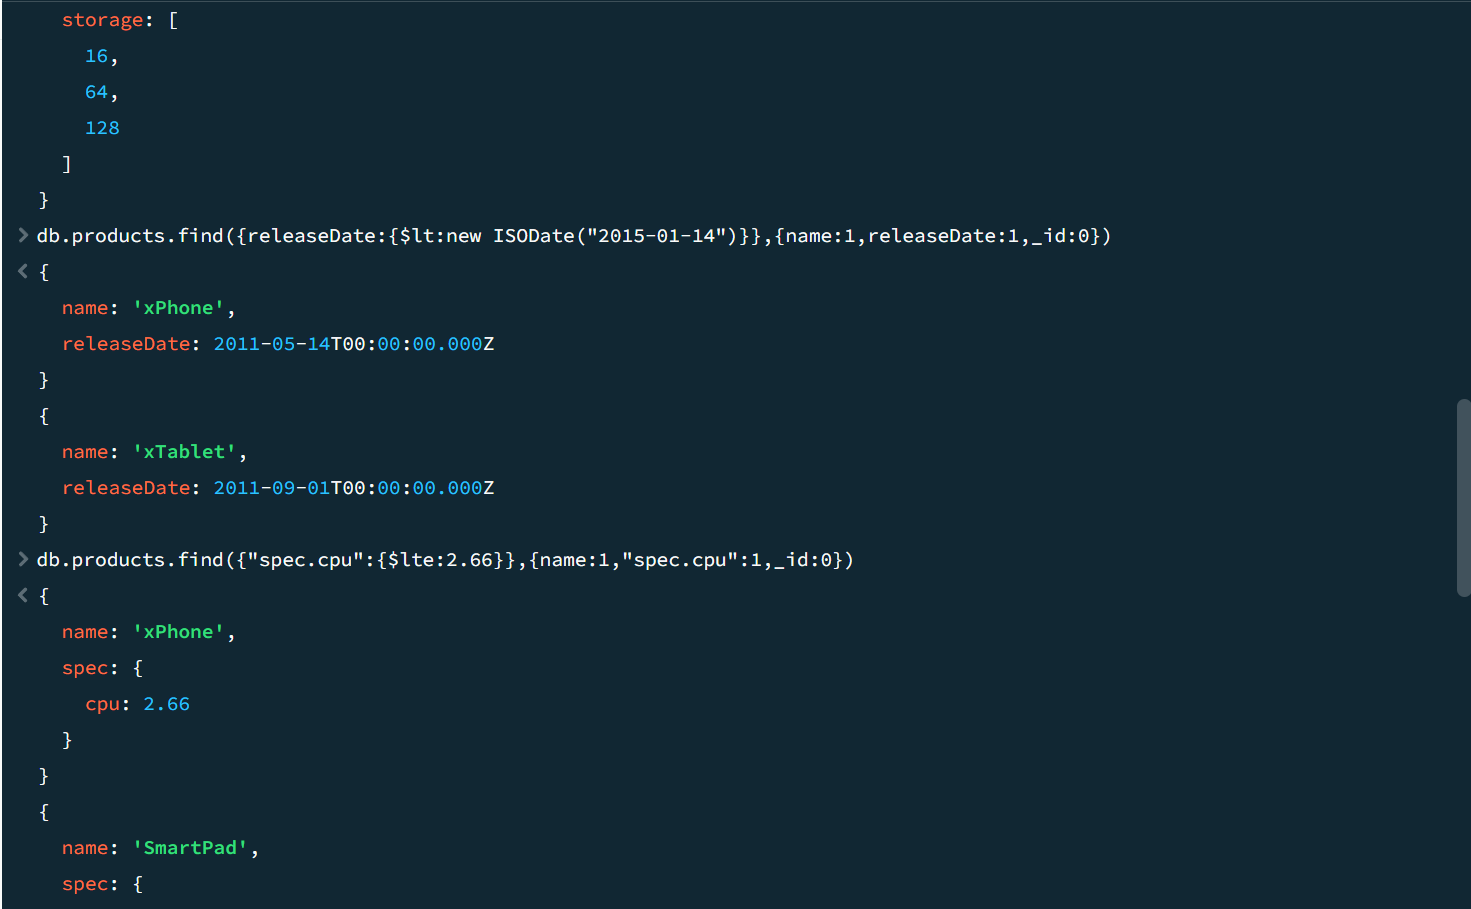 storage: [
16,
64,
128
]
}
> db.products.find({releaseDate:{$lt:new ISODate("2015-01-14")}},{name:1,releaseDate:1,_id:0})
< {
name: 'xPhone',
releaseDate: 2011-05-14T00:00:00.000Z
}
{
name: 'xTablet',
releaseDate: 2011-09-01T00:00:00.000Z
}
> db.products.find({"spec.cpu":{$lte:2.66}},{name:1,"spec.cpu":1,_id:0})
< {
name: 'xPhone',
spec: {
cpu: 2.66
}
}
{
name: 'SmartPad',
spec: {